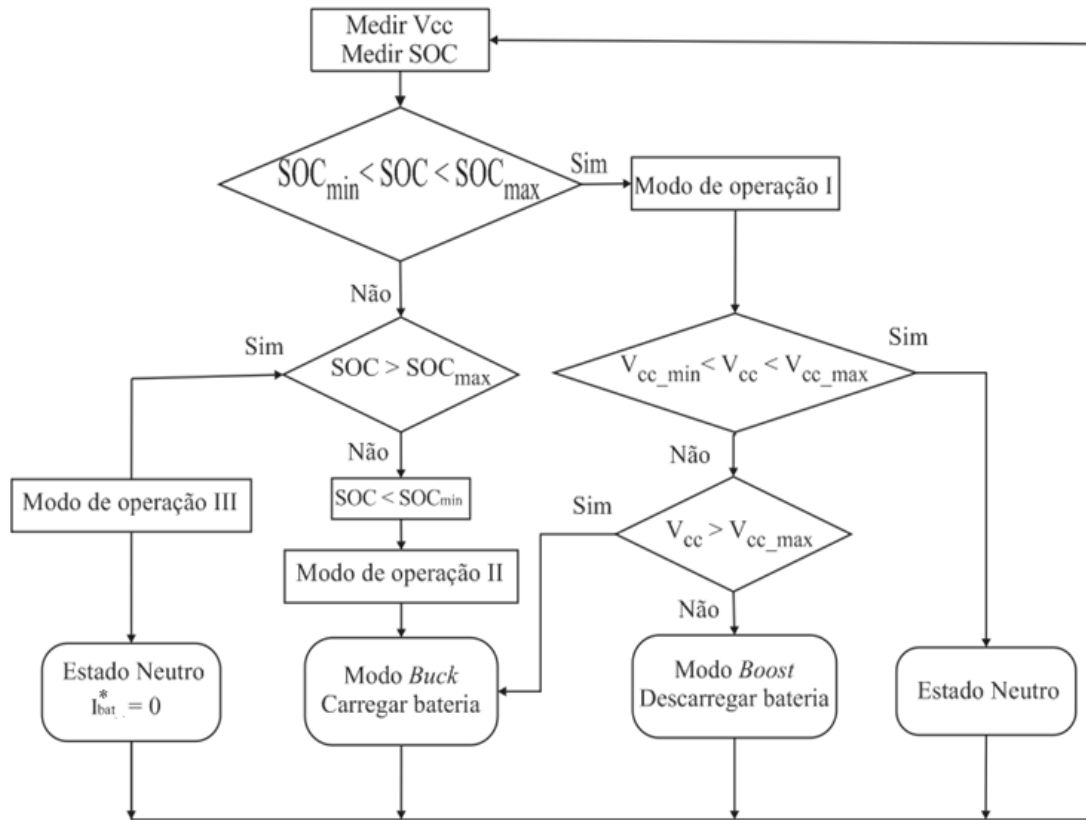 Medir Vcc
Medir SOC
SOCmin < SOC < SOCmax
Sim
Modo de operação I
Não
Sim
SOC > SOCmax
Sim
Vcc_min < Vcc < Vcc_max
Não
Não
Modo de operação III
SOC < SOCmin
Sim
Vcc > Vcc_max
Modo de operação II
Não
Estado Neutro
I*bat = 0
Modo Buck
Carregar bateria
Modo Boost
Descarregar bateria
Estado Neutro